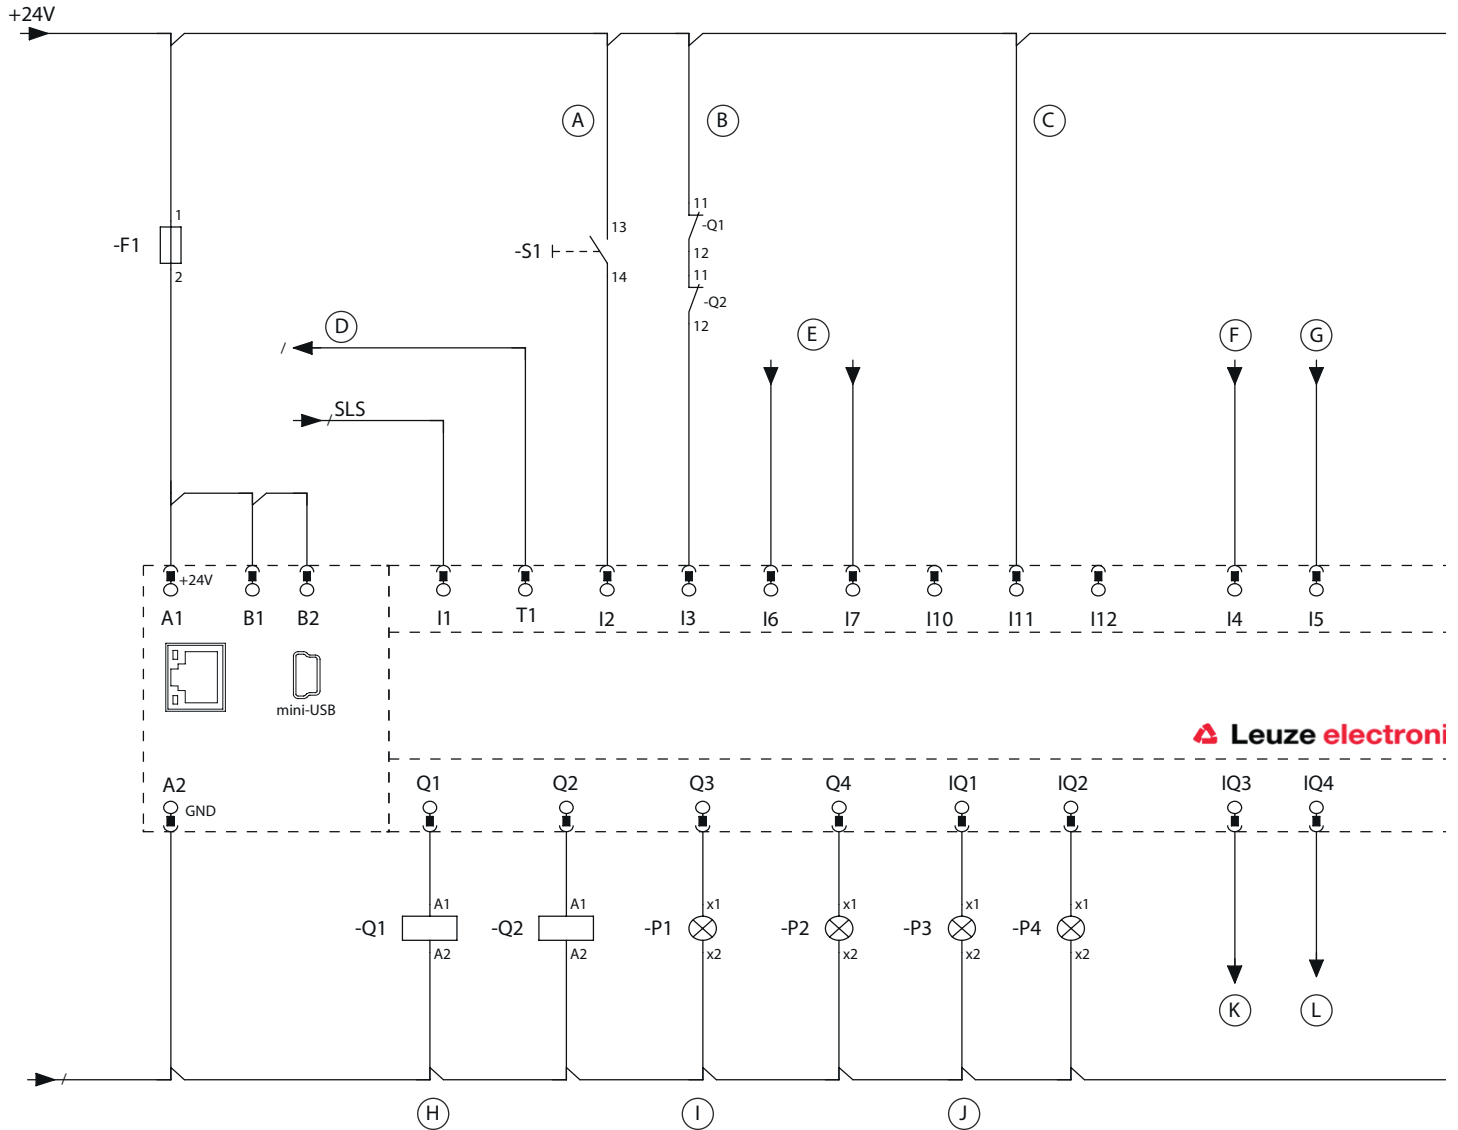 +24V
A
B
C
1
-F1
2
13
-S1
14
11
-Q1
12
11
-Q2
12
D
/
E
F
G
/
SLS
+24V
A1
B1
B2
I1
T1
I2
I3
I6
I7
I10
I11
I12
I4
I5
mini-USB
Leuze electroni
A2
GND
Q1
Q2
Q3
Q4
IQ1
IQ2
IQ3
IQ4
A1
-Q1
A2
A1
-Q2
A2
x1
-P1
x2
x1
-P2
x2
x1
-P3
x2
x1
-P4
x2
K
L
/
H
I
J